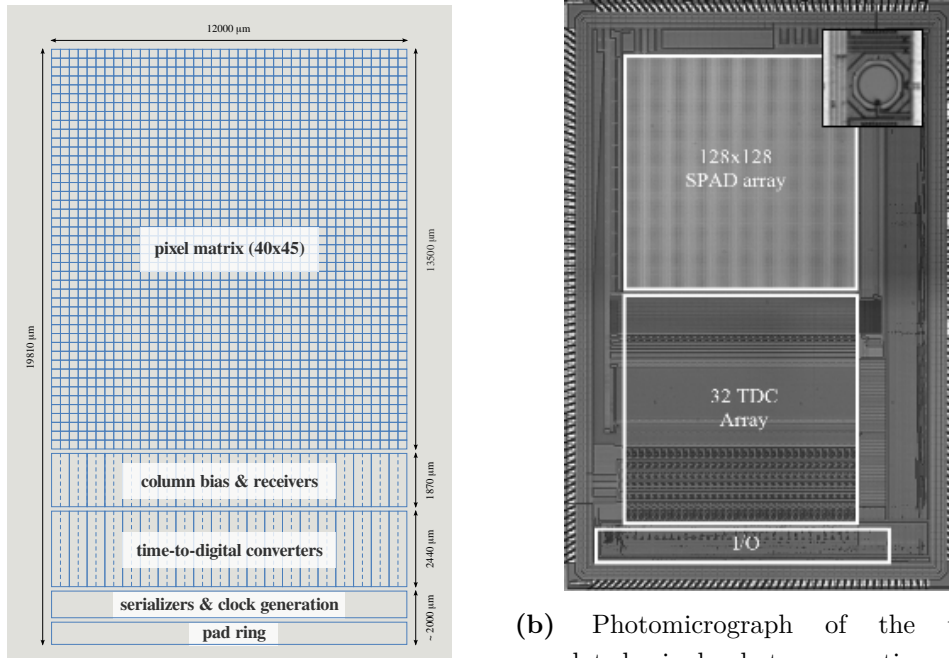 12000 μm
19810 μm
pixel matrix (40x45)
13500 μm
column bias & receivers
1870 μm
time-to-digital converters
2440 μm
serializers & clock generation
~ 2000 μm
pad ring
128x128
SPAD array
32 TDC
Array
I/O
(b) Photomicrograph of the